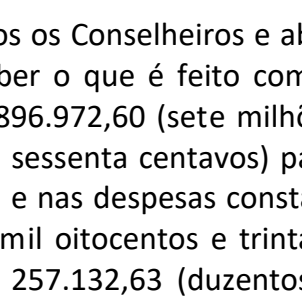 os os Conselheiros e ab
ber o que é feito com
896.972,60 (sete milhõ
sessenta centavos) pa
e nas despesas consta
mil oitocentos e trinta
257.132,63 (duzentos